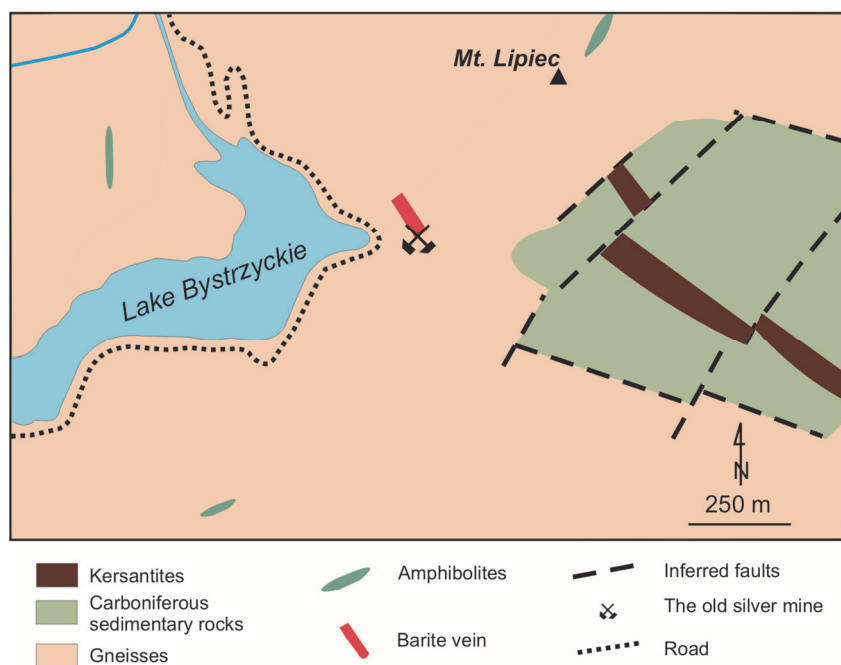 Mt. Lipiec
Lake Bystrzyckie
N
250 m
Kersantites
Carboniferous
sedimentary rocks
Gneisses
Amphibolites
Barite vein
Inferred faults
The old silver mine
Road